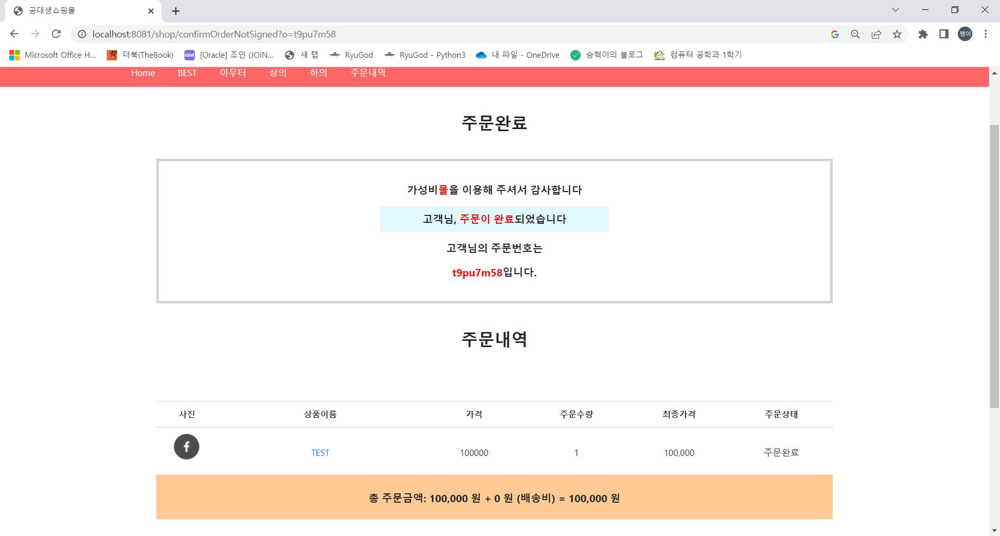 공대생쇼핑몰
localhost:8081/shop/confirmOrderNotSigned?o=t9pu7m58
팽이
Microsoft Office H... 더북(TheBook) GDH [Oracle] 조인 (JOIN... 새 탭 RyuGod RyuGod - Python3 내 파일 - OneDrive 승혁이의 블로그 컴퓨터 공학과 1학기
Home BEST 아우터 상의 하의 주문내역
주문완료
가성비몰을 이용해 주셔서 감사합니다
고객님, 주문이 완료되었습니다
고객님의 주문번호는
t9pu7m58입니다.
주문내역
사진 상품이름 가격 주문수량 최종가격 주문상태
TEST 100000 1 100,000 주문완료
총 주문금액: 100,000 원 + 0 원 (배송비) = 100,000 원